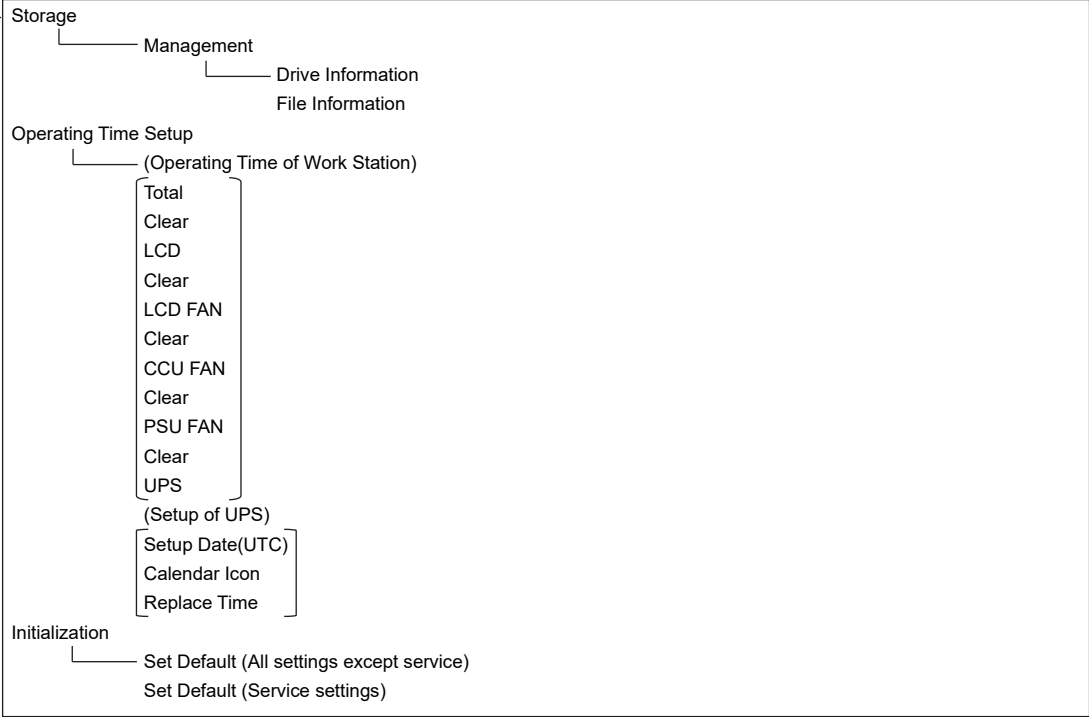 Storage
Management
Drive Information
File Information
Operating Time Setup
(Operating Time of Work Station)
Total
Clear
LCD
Clear
LCD FAN
Clear
CCU FAN
Clear
PSU FAN
Clear
UPS
(Setup of UPS)
Setup Date(UTC)
Calendar Icon
Replace Time
Initialization
Set Default (All settings except service)
Set Default (Service settings)